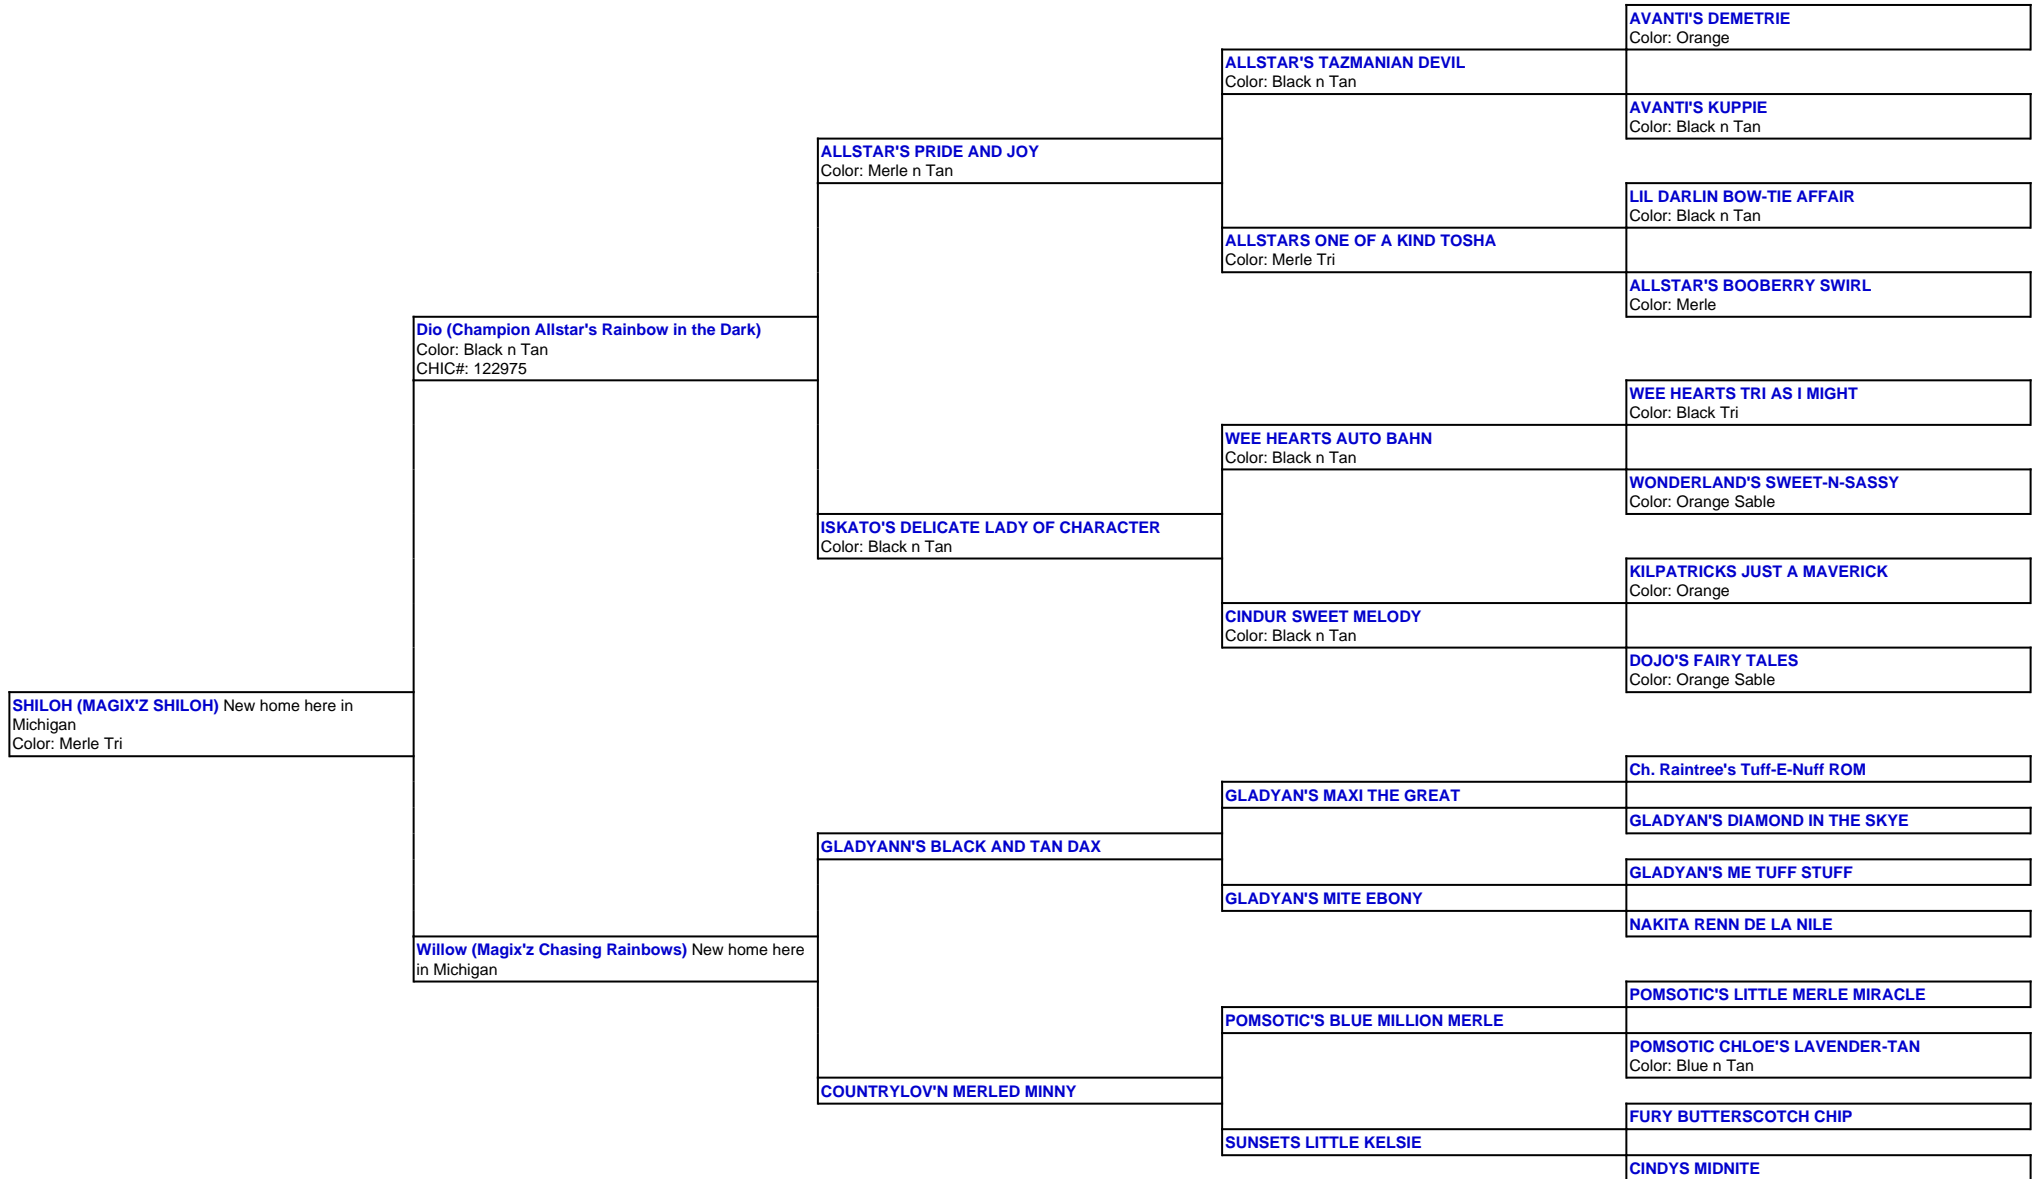 AVANTI'S DEMETRIE
Color: Orange
ALLSTAR'S TAZMANIAN DEVIL
Color: Black n Tan
AVANTI'S KUPPIE
Color: Black n Tan
ALLSTAR'S PRIDE AND JOY
Color: Merle n Tan
LIL DARLIN BOW-TIE AFFAIR
Color: Black n Tan
ALLSTARS ONE OF A KIND TOSHA
Color: Merle Tri
ALLSTAR'S BOOBERRY SWIRL
Color: Merle
Dio (Champion Allstar's Rainbow in the Dark)
Color: Black n Tan
CHIC#: 122975
WEE HEARTS TRI AS I MIGHT
Color: Black Tri
WEE HEARTS AUTO BAHN
Color: Black n Tan
WONDERLAND'S SWEET-N-SASSY
Color: Orange Sable
ISKATO'S DELICATE LADY OF CHARACTER
Color: Black n Tan
KILPATRICKS JUST A MAVERICK
Color: Orange
CINDUR SWEET MELODY
Color: Black n Tan
DOJO'S FAIRY TALES
Color: Orange Sable
SHILOH (MAGIX'Z SHILOH) New home here in
Michigan
Color: Merle Tri
Ch. Raintree's Tuff-E-Nuff ROM
GLADYAN'S MAXI THE GREAT
GLADYAN'S DIAMOND IN THE SKYE
GLADYANN'S BLACK AND TAN DAX
GLADYAN'S ME TUFF STUFF
GLADYAN'S MITE EBONY
NAKITA RENN DE LA NILE
Willow (Magix'z Chasing Rainbows) New home here
in Michigan
POMSOTIC'S LITTLE MERLE MIRACLE
POMSOTIC'S BLUE MILLION MERLE
POMSOTIC CHLOE'S LAVENDER-TAN
Color: Blue n Tan
COUNTRYLOV'N MERLED MINNY
FURY BUTTERSCOTCH CHIP
SUNSETS LITTLE KELSIE
CINDYS MIDNITE